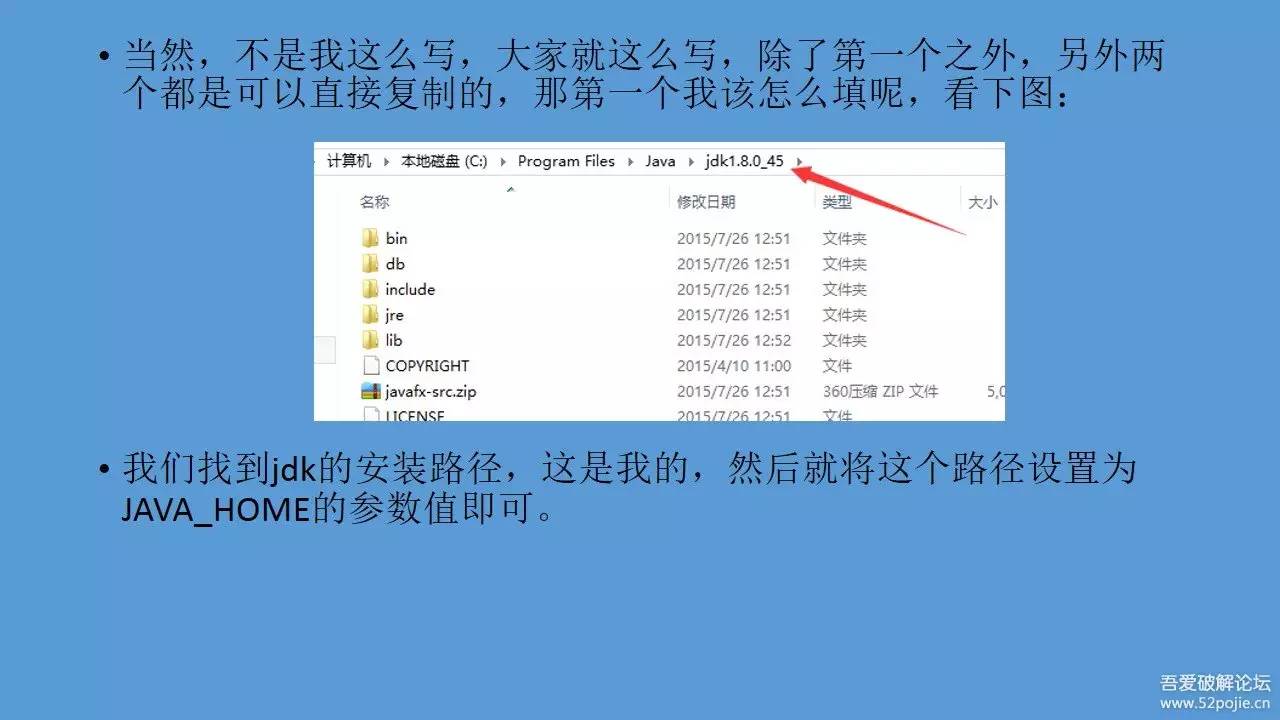 • 当然，不是我这么写，大家就这么写，除了第一个之外，另外两
个都是可以直接复制的，那第一个我该怎么填呢，看下图：
计算机 ▸ 本地磁盘 (C:) ▸ Program Files ▸ Java ▸ jdk1.8.0_45 ▸
名称 修改日期 类型 大小
bin 2015/7/26 12:51 文件夹
db 2015/7/26 12:51 文件夹
include 2015/7/26 12:51 文件夹
jre 2015/7/26 12:51 文件夹
lib 2015/7/26 12:52 文件夹
COPYRIGHT 2015/4/10 11:00 文件
javafx-src.zip 2015/7/26 12:51 360压缩 ZIP 文件 5,0
LICENSE 2015/7/26 12:51 文件
• 我们找到jdk的安装路径，这是我的，然后就将这个路径设置为
JAVA_HOME的参数值即可。
吾爱破解论坛
www.52pojie.cn